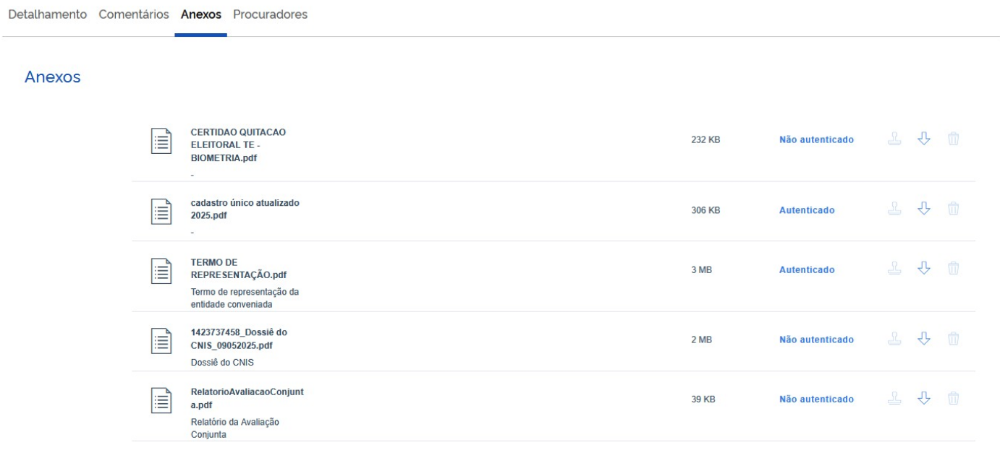 Detalhamento Comentários Anexos Procuradores
Anexos
CERTIDAO QUITACAO
ELEITORAL TE -
BIOMETRIA.pdf
-
232 KB
Não autenticado
cadastro único atualizado
2025.pdf
-
306 KB
Autenticado
TERMO DE
REPRESENTAÇÃO.pdf
Termo de representação da
entidade conveniada
3 MB
Autenticado
1423737458_Dossiê do
CNIS_09052025.pdf
Dossiê do CNIS
2 MB
Não autenticado
RelatorioAvaliacaoConjunt
a.pdf
Relatório da Avaliação
Conjunta
39 KB
Não autenticado